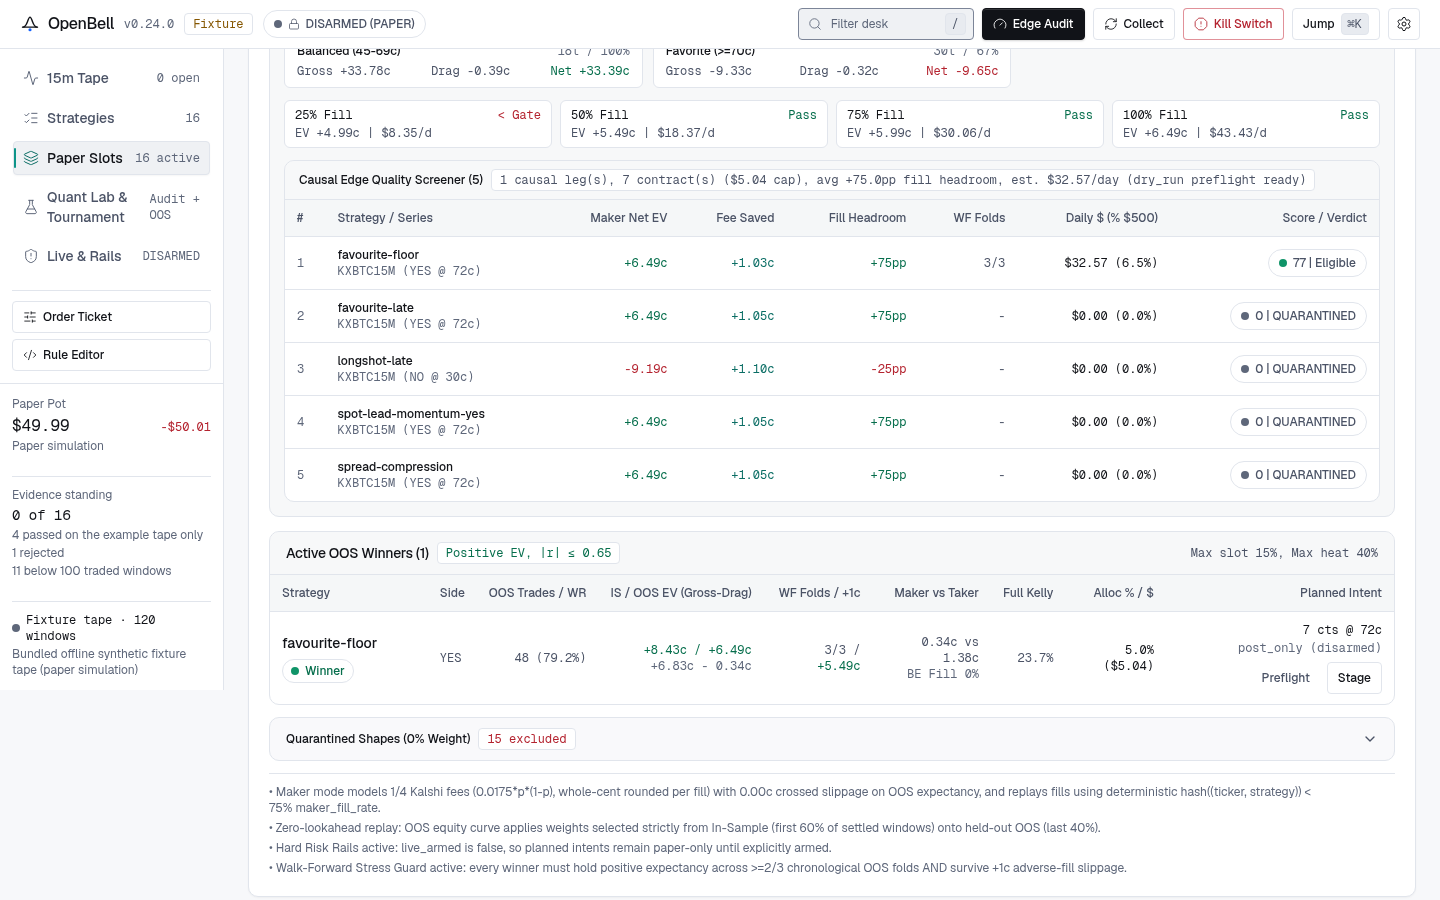 OpenBell v0.24.0 Fixture DISARMED (PAPER) Filter desk / Edge Audit Collect Kill Switch Jump ⌘K
15m Tape 0 open
Strategies 16
Paper Slots 16 active
Quant Lab & Tournament Audit + OOS
Live & Rails DISARMED
Order Ticket
Rule Editor
Paper Pot
$49.99 -$50.01
Paper simulation
Evidence standing
0 of 16
4 passed on the example tape only
1 rejected
11 below 100 traded windows
Fixture tape · 120
windows
Bundled offline synthetic fixture
tape (paper simulation)
Balanced (45-69c) 18t / 100%
Gross +33.78c Drag -0.39c Net +33.39c
Favorite (>=70c) 30t / 67%
Gross -9.33c Drag -0.32c Net -9.65c
25% Fill < Gate
EV +4.99c | $8.35/d
50% Fill Pass
EV +5.49c | $18.37/d
75% Fill Pass
EV +5.99c | $30.06/d
100% Fill Pass
EV +6.49c | $43.43/d
Causal Edge Quality Screener (5) 1 causal leg(s), 7 contract(s) ($5.04 cap), avg +75.0pp fill headroom, est. $32.57/day (dry_run preflight ready)
# Strategy / Series Maker Net EV Fee Saved Fill Headroom WF Folds Daily $ (% $500) Score / Verdict
1 favourite-floor +6.49c +1.03c +75pp 3/3 $32.57 (6.5%) 77 | Eligible
KXBTC15M (YES @ 72c)
2 favourite-late +6.49c +1.05c +75pp - $0.00 (0.0%) 0 | QUARANTINED
KXBTC15M (YES @ 72c)
3 longshot-late -9.19c +1.10c -25pp - $0.00 (0.0%) 0 | QUARANTINED
KXBTC15M (NO @ 30c)
4 spot-lead-momentum-yes +6.49c +1.05c +75pp - $0.00 (0.0%) 0 | QUARANTINED
KXBTC15M (YES @ 72c)
5 spread-compression +6.49c +1.05c +75pp - $0.00 (0.0%) 0 | QUARANTINED
KXBTC15M (YES @ 72c)
Active OOS Winners (1) Positive EV, |r| ≤ 0.65 Max slot 15%, Max heat 40%
Strategy Side OOS Trades / WR IS / OOS EV (Gross-Drag) WF Folds / +1c Maker vs Taker Full Kelly Alloc % / $ Planned Intent
favourite-floor
Winner
YES
48 (79.2%)
+8.43c / +6.49c
+6.83c - 0.34c
3/3 /
+5.49c
0.34c vs
1.38c
BE Fill 0%
23.7%
5.0%
($5.04)
7 cts @ 72c
post_only (disarmed)
Preflight Stage
Quarantined Shapes (0% Weight) 15 excluded
• Maker mode models 1/4 Kalshi fees (0.0175*p*(1-p), whole-cent rounded per fill) with 0.00c crossed slippage on OOS expectancy, and replays fills using deterministic hash((ticker, strategy)) <
75% maker_fill_rate.
• Zero-lookahead replay: OOS equity curve applies weights selected strictly from In-Sample (first 60% of settled windows) onto held-out OOS (last 40%).
• Hard Risk Rails active: live_armed is false, so planned intents remain paper-only until explicitly armed.
• Walk-Forward Stress Guard active: every winner must hold positive expectancy across >=2/3 chronological OOS folds AND survive +1c adverse-fill slippage.